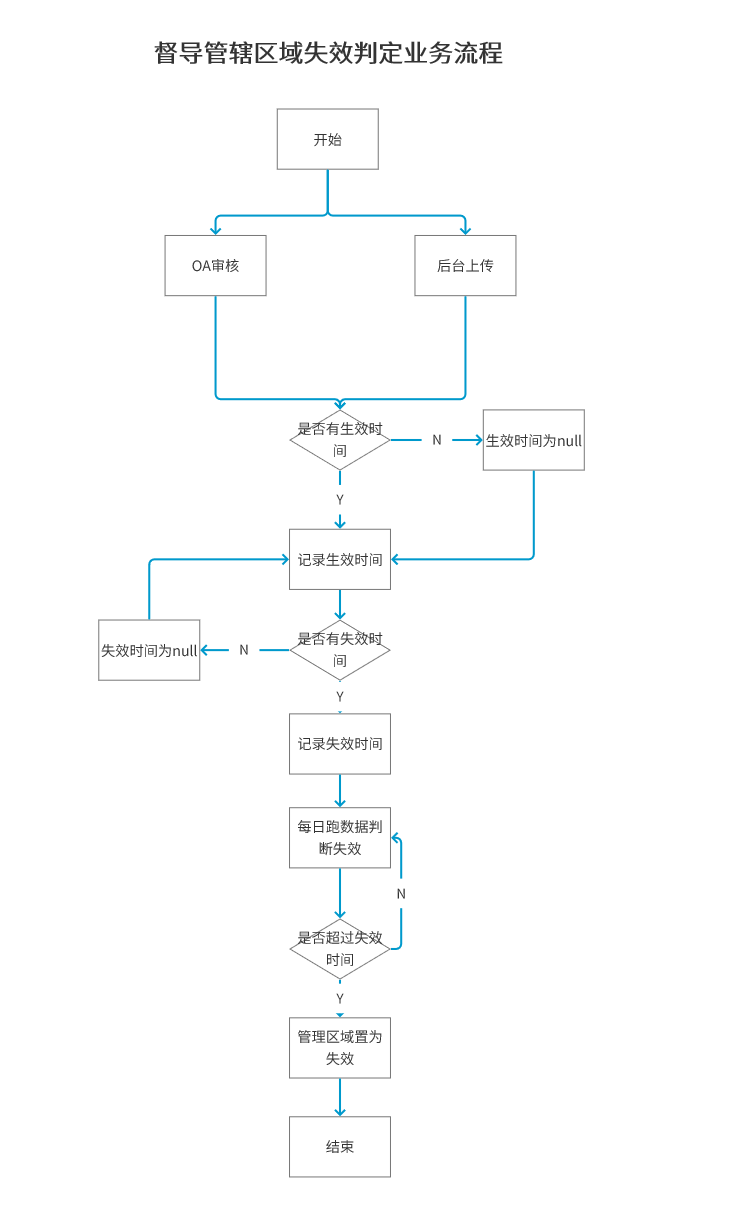 督导管辖区域失效判定业务流程
开始
OA审核
后台上传
是否有生效时
间
N
生效时间为null
Y
记录生效时间
是否有失效时
间
N
失效时间为null
Y
记录失效时间
每日跑数据判
断失效
N
是否超过失效
时间
Y
管理区域置为
失效
结束